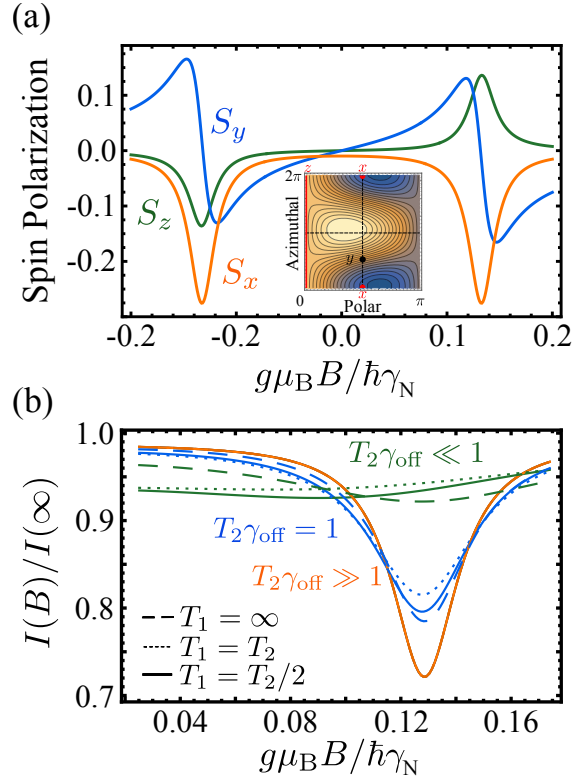 (a)
Spin Polarization
0.1
0.0
-0.1
-0.2
S_y
S_z
S_x
z
x
2π
Azimuthal
y
x
0
Polar
π
-0.2
-0.2
0.0
0.2
0.2
gμ_B B/ħγ_N
(b)
I(B)/I(∞)
1.0
0.9
0.8
0.7
T_2γ_off ≪ 1
T_2γ_off = 1
T_2γ_off ≫ 1
T_1 = ∞
T_1 = T_2
T_1 = T_2/2
0.04
0.08
0.12
0.16
gμ_B B/ħγ_N